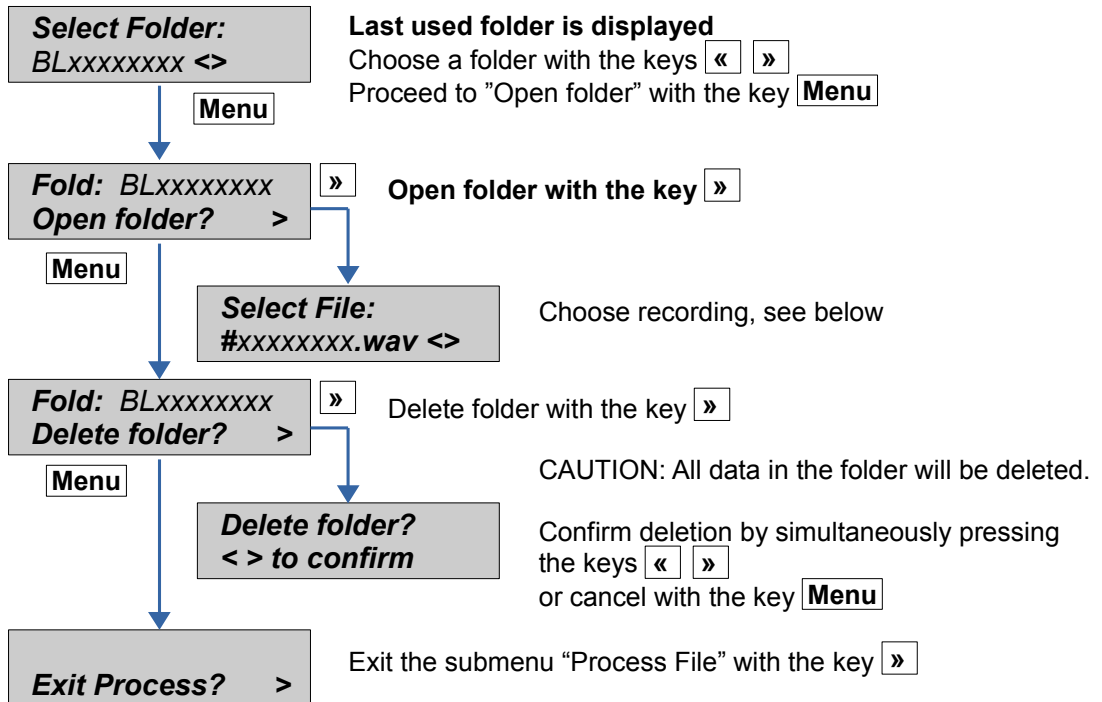 Select Folder:
BLxxxxxxxx <>
Last used folder is displayed
Choose a folder with the keys « »
Proceed to ”Open folder” with the key Menu
Menu
Fold: BLxxxxxxxx
Open folder? >
»
Open folder with the key »
Menu
Select File:
#xxxxxxxx.wav <>
Choose recording, see below
Fold: BLxxxxxxxx
Delete folder? >
»
Delete folder with the key »
Menu
CAUTION: All data in the folder will be deleted.
Delete folder?
< > to confirm
Confirm deletion by simultaneously pressing
the keys « »
or cancel with the key Menu
Exit Process? >
Exit the submenu “Process File” with the key »